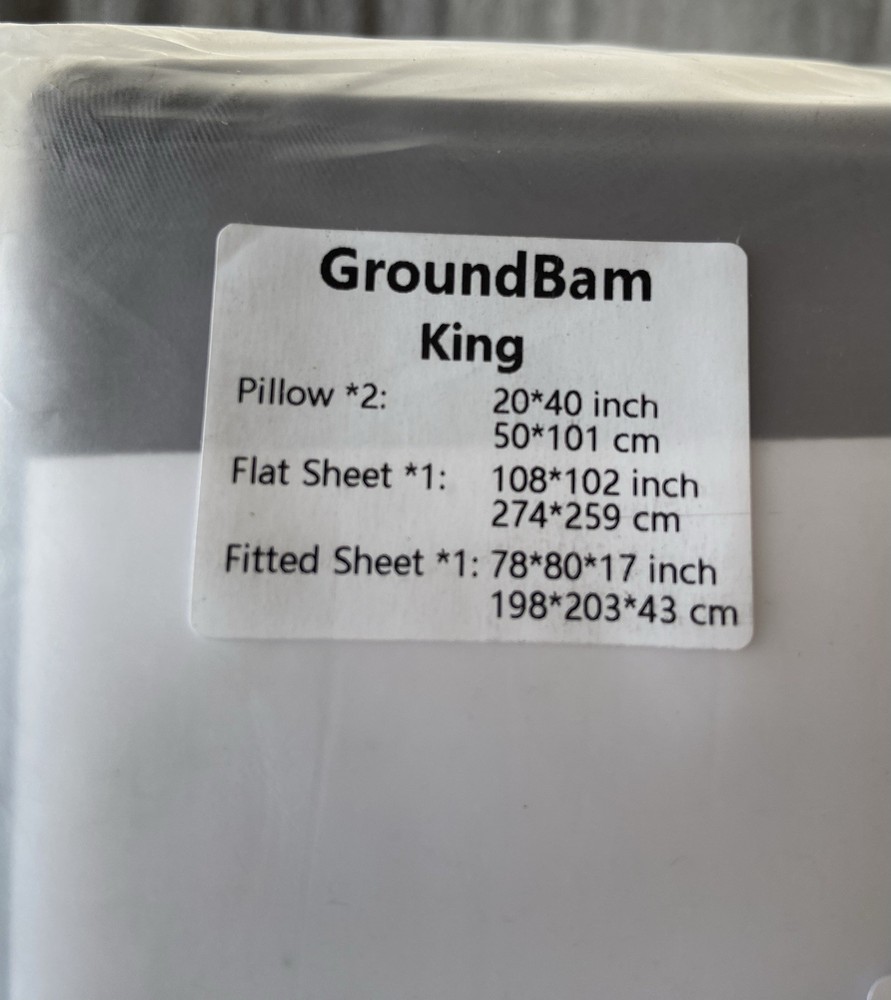 GroundBam
King
Pillow *2: 20*40 inch
50*101 cm
Flat Sheet *1: 108*102 inch
274*259 cm
Fitted Sheet *1: 78*80*17 inch
198*203*43 cm